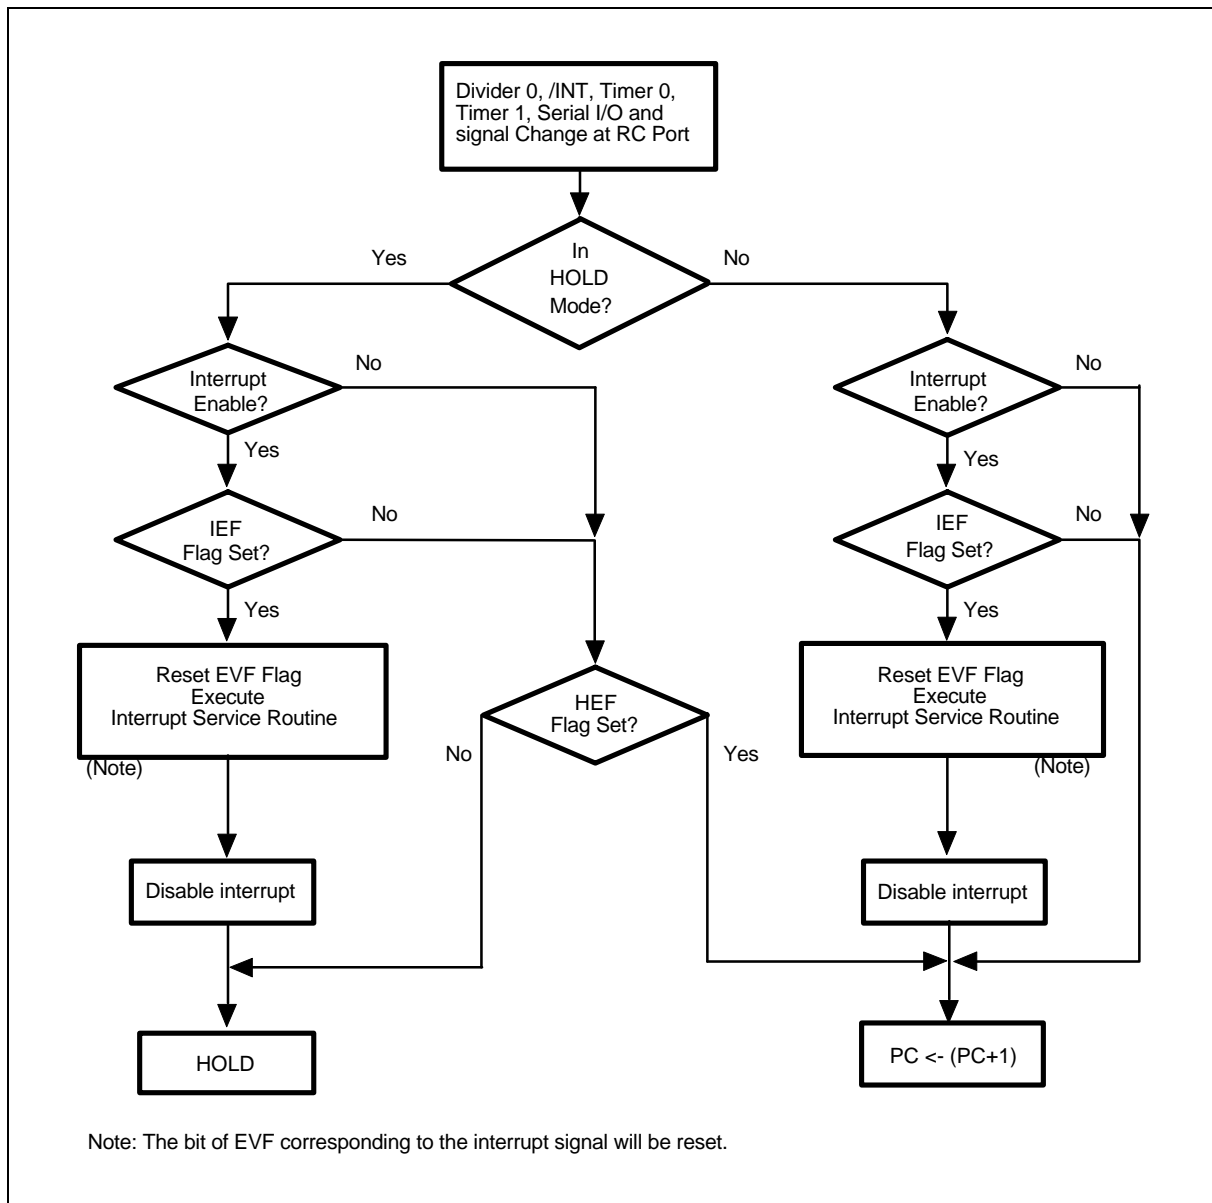 Divider 0, /INT, Timer 0,
Timer 1, Serial I/O and
signal Change at RC Port
In
HOLD
Mode?
Yes
No
Interrupt
Enable?
No
Yes
Interrupt
Enable?
No
Yes
IEF
Flag Set?
No
Yes
IEF
Flag Set?
No
Yes
Reset EVF Flag
Execute
Interrupt Service Routine
(Note)
HEF
Flag Set?
No
Yes
Reset EVF Flag
Execute
Interrupt Service Routine
(Note)
Disable interrupt
Disable interrupt
HOLD
PC <- (PC+1)
Note: The bit of EVF corresponding to the interrupt signal will be reset.